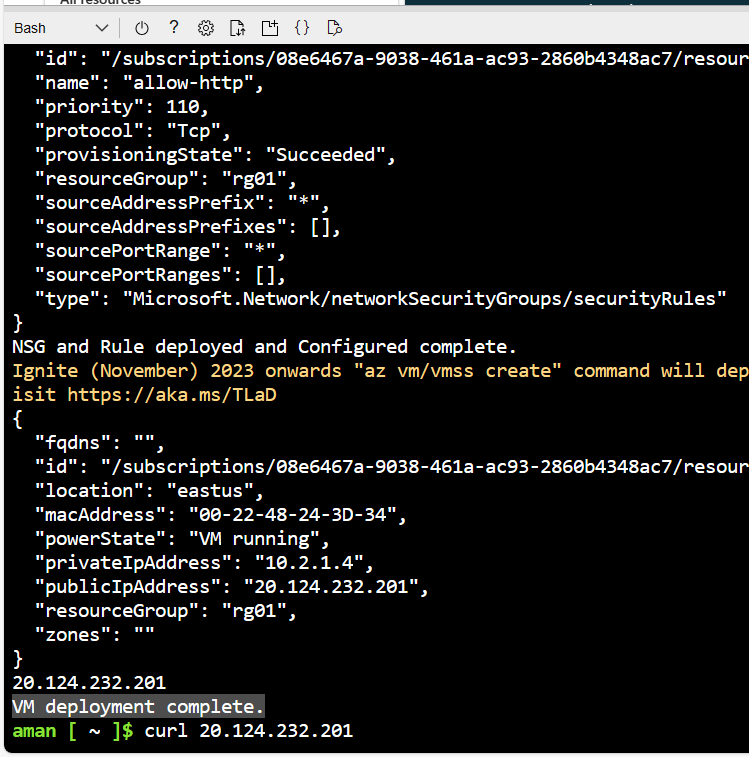 All resources
Bash
"id": "/subscriptions/08e6467a-9038-461a-ac93-2860b4348ac7/resour
"name": "allow-http",
"priority": 110,
"protocol": "Tcp",
"provisioningState": "Succeeded",
"resourceGroup": "rg01",
"sourceAddressPrefix": "*",
"sourceAddressPrefixes": [],
"sourcePortRange": "*",
"sourcePortRanges": [],
"type": "Microsoft.Network/networkSecurityGroups/securityRules"
}
NSG and Rule deployed and Configured complete.
Ignite (November) 2023 onwards "az vm/vmss create" command will dep
isit https://aka.ms/TLaD
{
"fqdns": "",
"id": "/subscriptions/08e6467a-9038-461a-ac93-2860b4348ac7/resour
"location": "eastus",
"macAddress": "00-22-48-24-3D-34",
"powerState": "VM running",
"privateIpAddress": "10.2.1.4",
"publicIpAddress": "20.124.232.201",
"resourceGroup": "rg01",
"zones": ""
}
20.124.232.201
VM deployment complete.
aman [ ~ ]$ curl 20.124.232.201